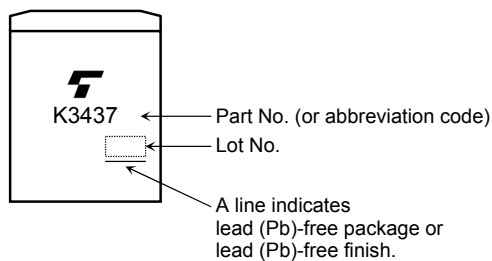 K3437
Part No. (or abbreviation code)
Lot No.
A line indicates
lead (Pb)-free package or
lead (Pb)-free finish.